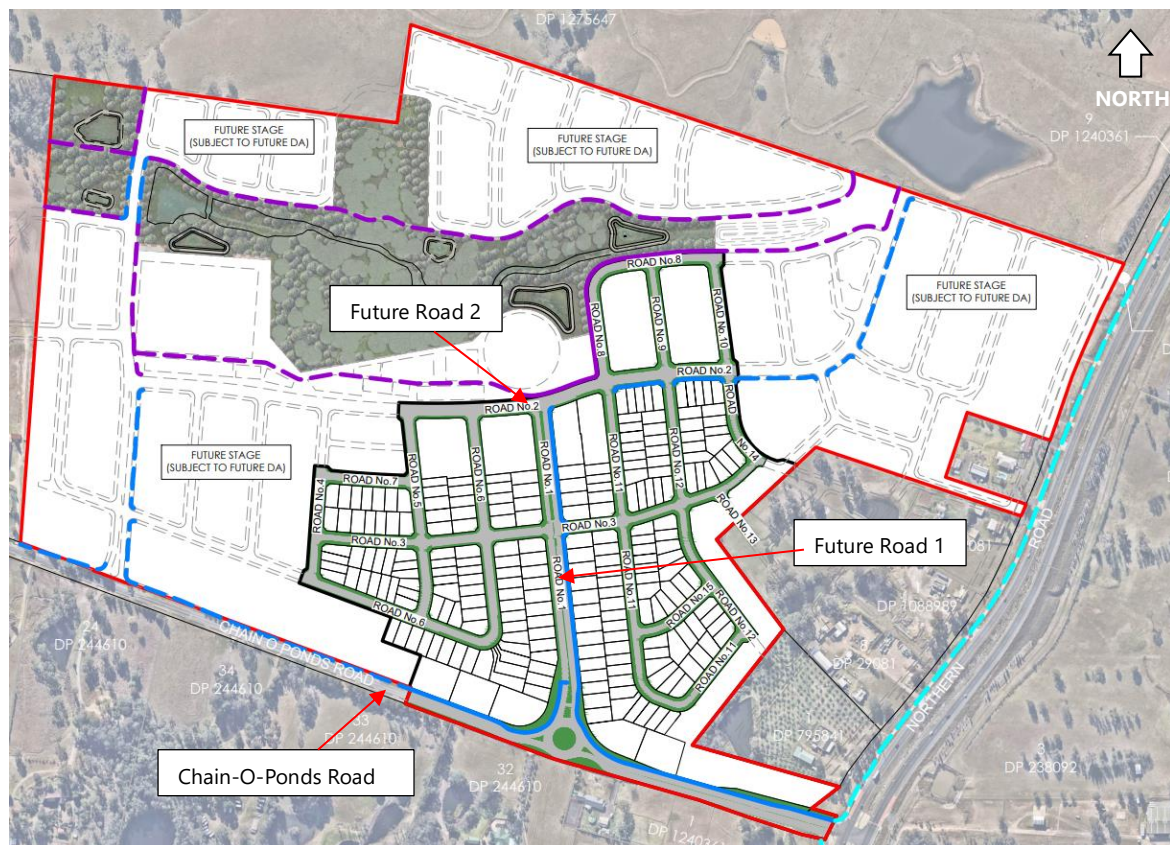 DP 1275647
NORTH
9
DP 1240361
FUTURE STAGE
(SUBJECT TO FUTURE DA)
FUTURE STAGE
(SUBJECT TO FUTURE DA)
ROAD No.8
FUTURE STAGE
(SUBJECT TO FUTURE DA)
Future Road 2
ROAD No.8
ROAD No.9
ROAD No.10
ROAD No.2
ROAD No.2
ROAD No.14
FUTURE STAGE
(SUBJECT TO FUTURE DA)
ROAD No.1
ROAD No.11
ROAD No.12
ROAD No.5
ROAD No.6
ROAD No.7
ROAD No.4
ROAD No.3
ROAD No.3
ROAD No.13
Future Road 1
ROAD No.1
ROAD No.11
ROAD No.15
ROAD No.12
ROAD No.6
ROAD No.11
DP 1088989
DP 29081
NORTHERN
ROAD
DP 244610
CHAIN O PONDS ROAD
34
DP 244610
33
DP 244610
Chain-O-Ponds Road
32
DP 244610
1
DP 795841
3
DP 238092
1